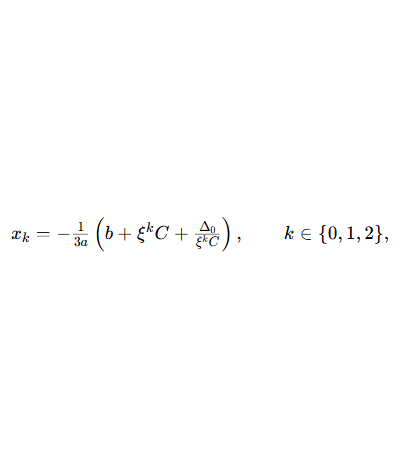 $x_k = -\frac{1}{3a}\left(b + \xi^k C + \frac{\Delta_0}{\xi^k C}\right), \qquad k \in \{0, 1, 2\},$